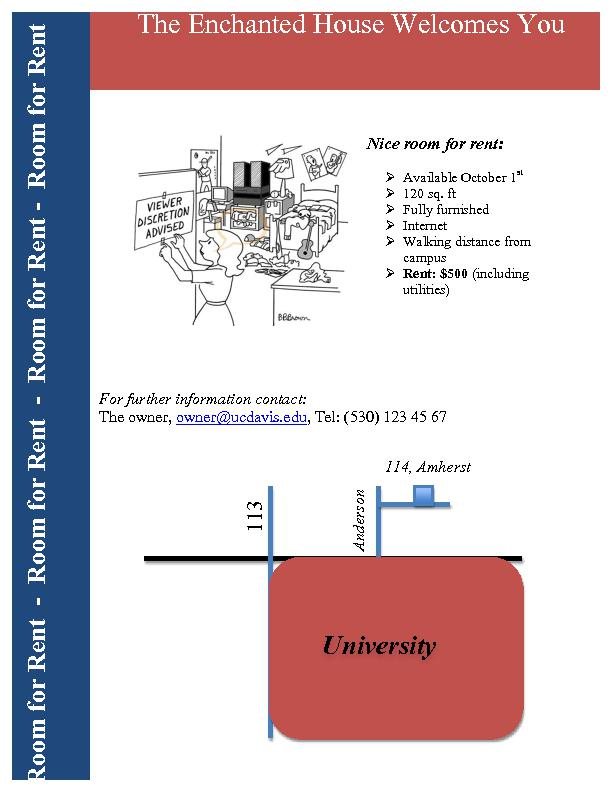 The Enchanted House Welcomes You
Room for Rent - Room for Rent - Room for Rent - Room for Rent
VIEWER
DISCRETION
ADVISED
BBBrown
Nice room for rent:
➢ Available October 1st
➢ 120 sq. ft
➢ Fully furnished
➢ Internet
➢ Walking distance from
campus
➢ Rent: $500 (including
utilities)
For further information contact:
The owner, owner@ucdavis.edu, Tel: (530) 123 45 67
114, Amherst
113
Anderson
University